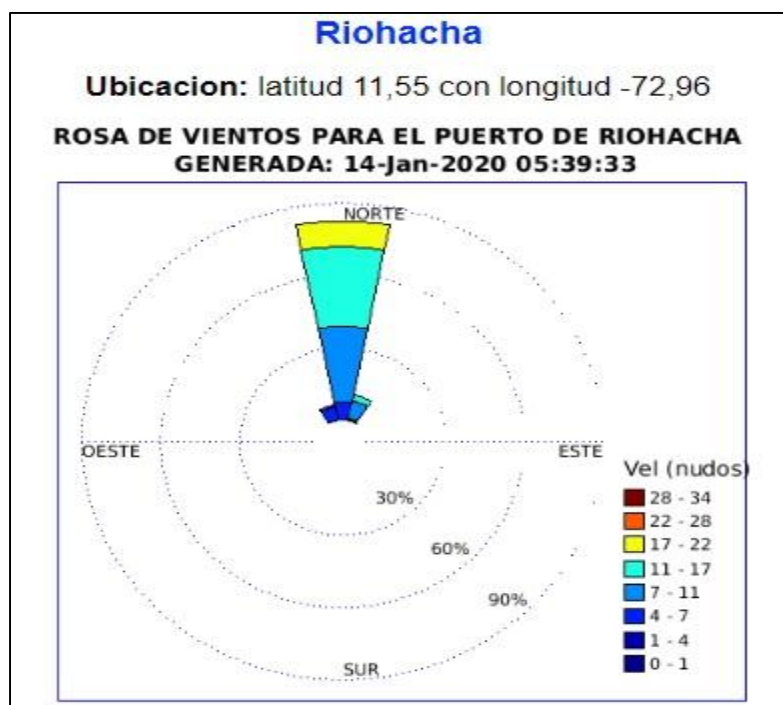 Riohacha
Ubicacion: latitud 11,55 con longitud -72,96
ROSA DE VIENTOS PARA EL PUERTO DE RIOHACHA
GENERADA: 14-Jan-2020 05:39:33
NORTE
OESTE
ESTE
30%
60%
90%
SUR
Vel (nudos)
28 - 34
22 - 28
17 - 22
11 - 17
7 - 11
4 - 7
1 - 4
0 - 1